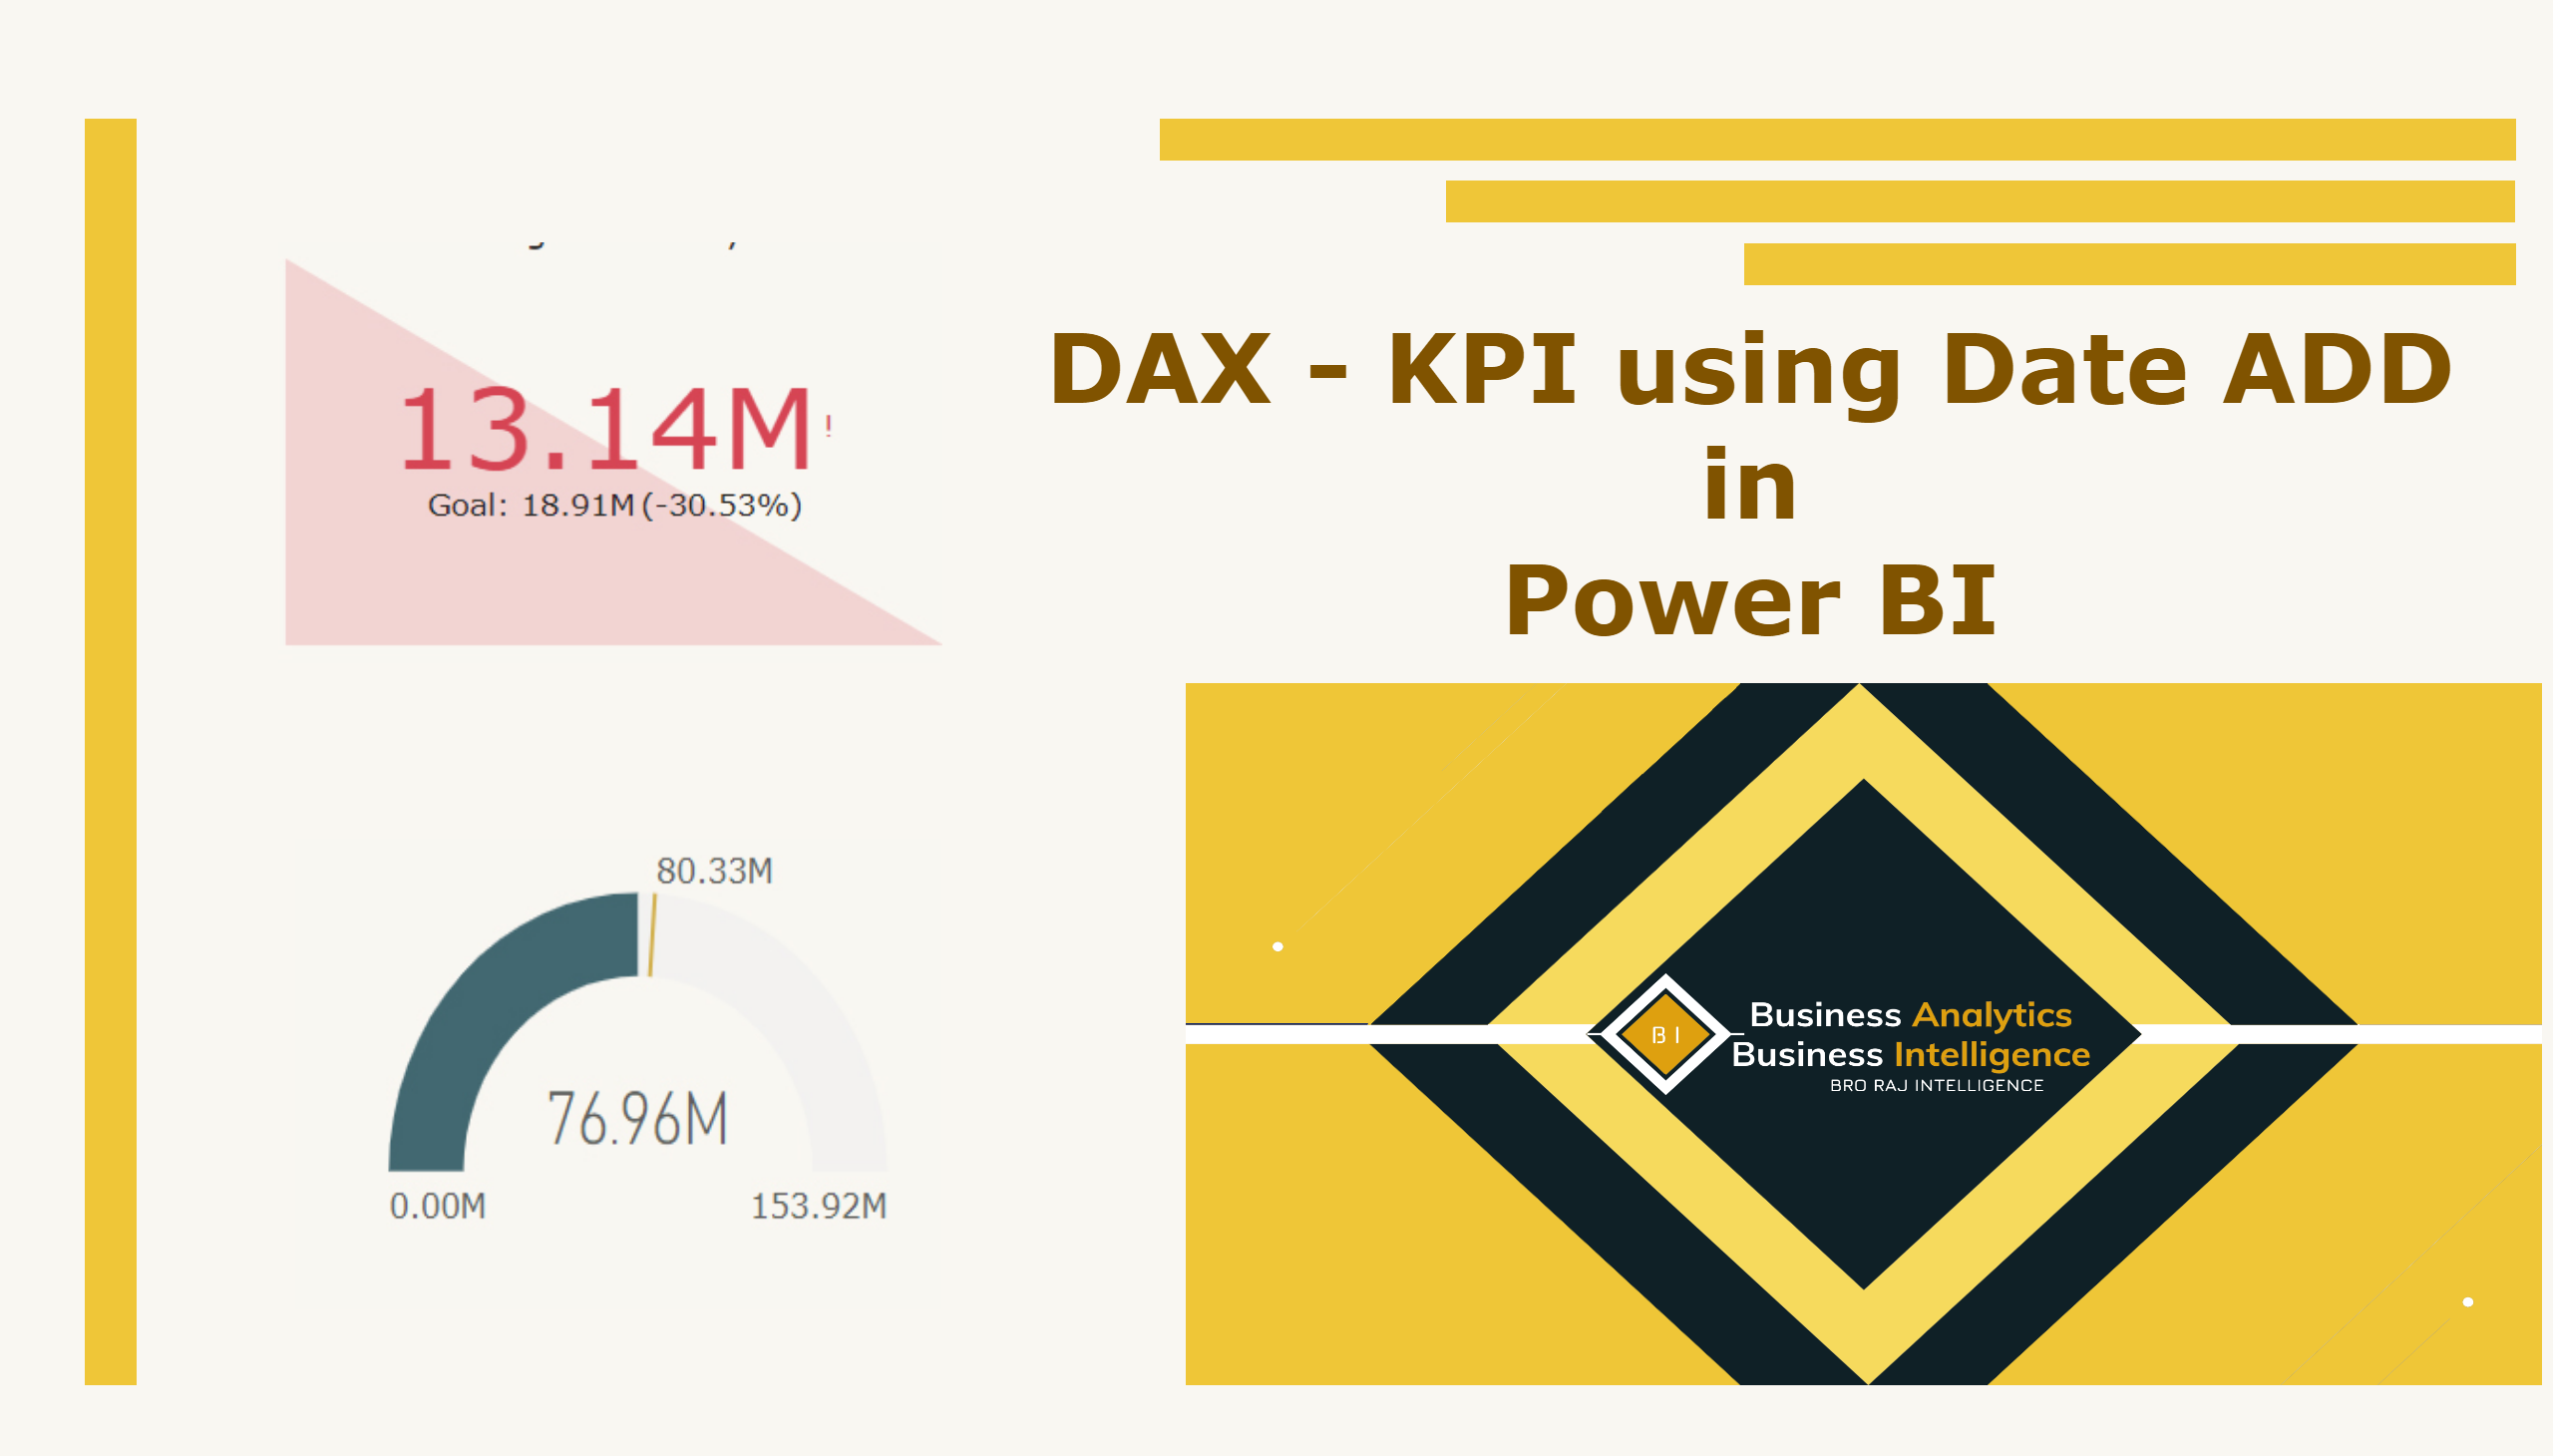 13.14M!
Goal: 18.91M (-30.53%)
DAX - KPI using Date ADD
in
Power BI
80.33M
76.96M
0.00M
153.92M
B I
Business Analytics
Business Intelligence
BRO RAJ INTELLIGENCE